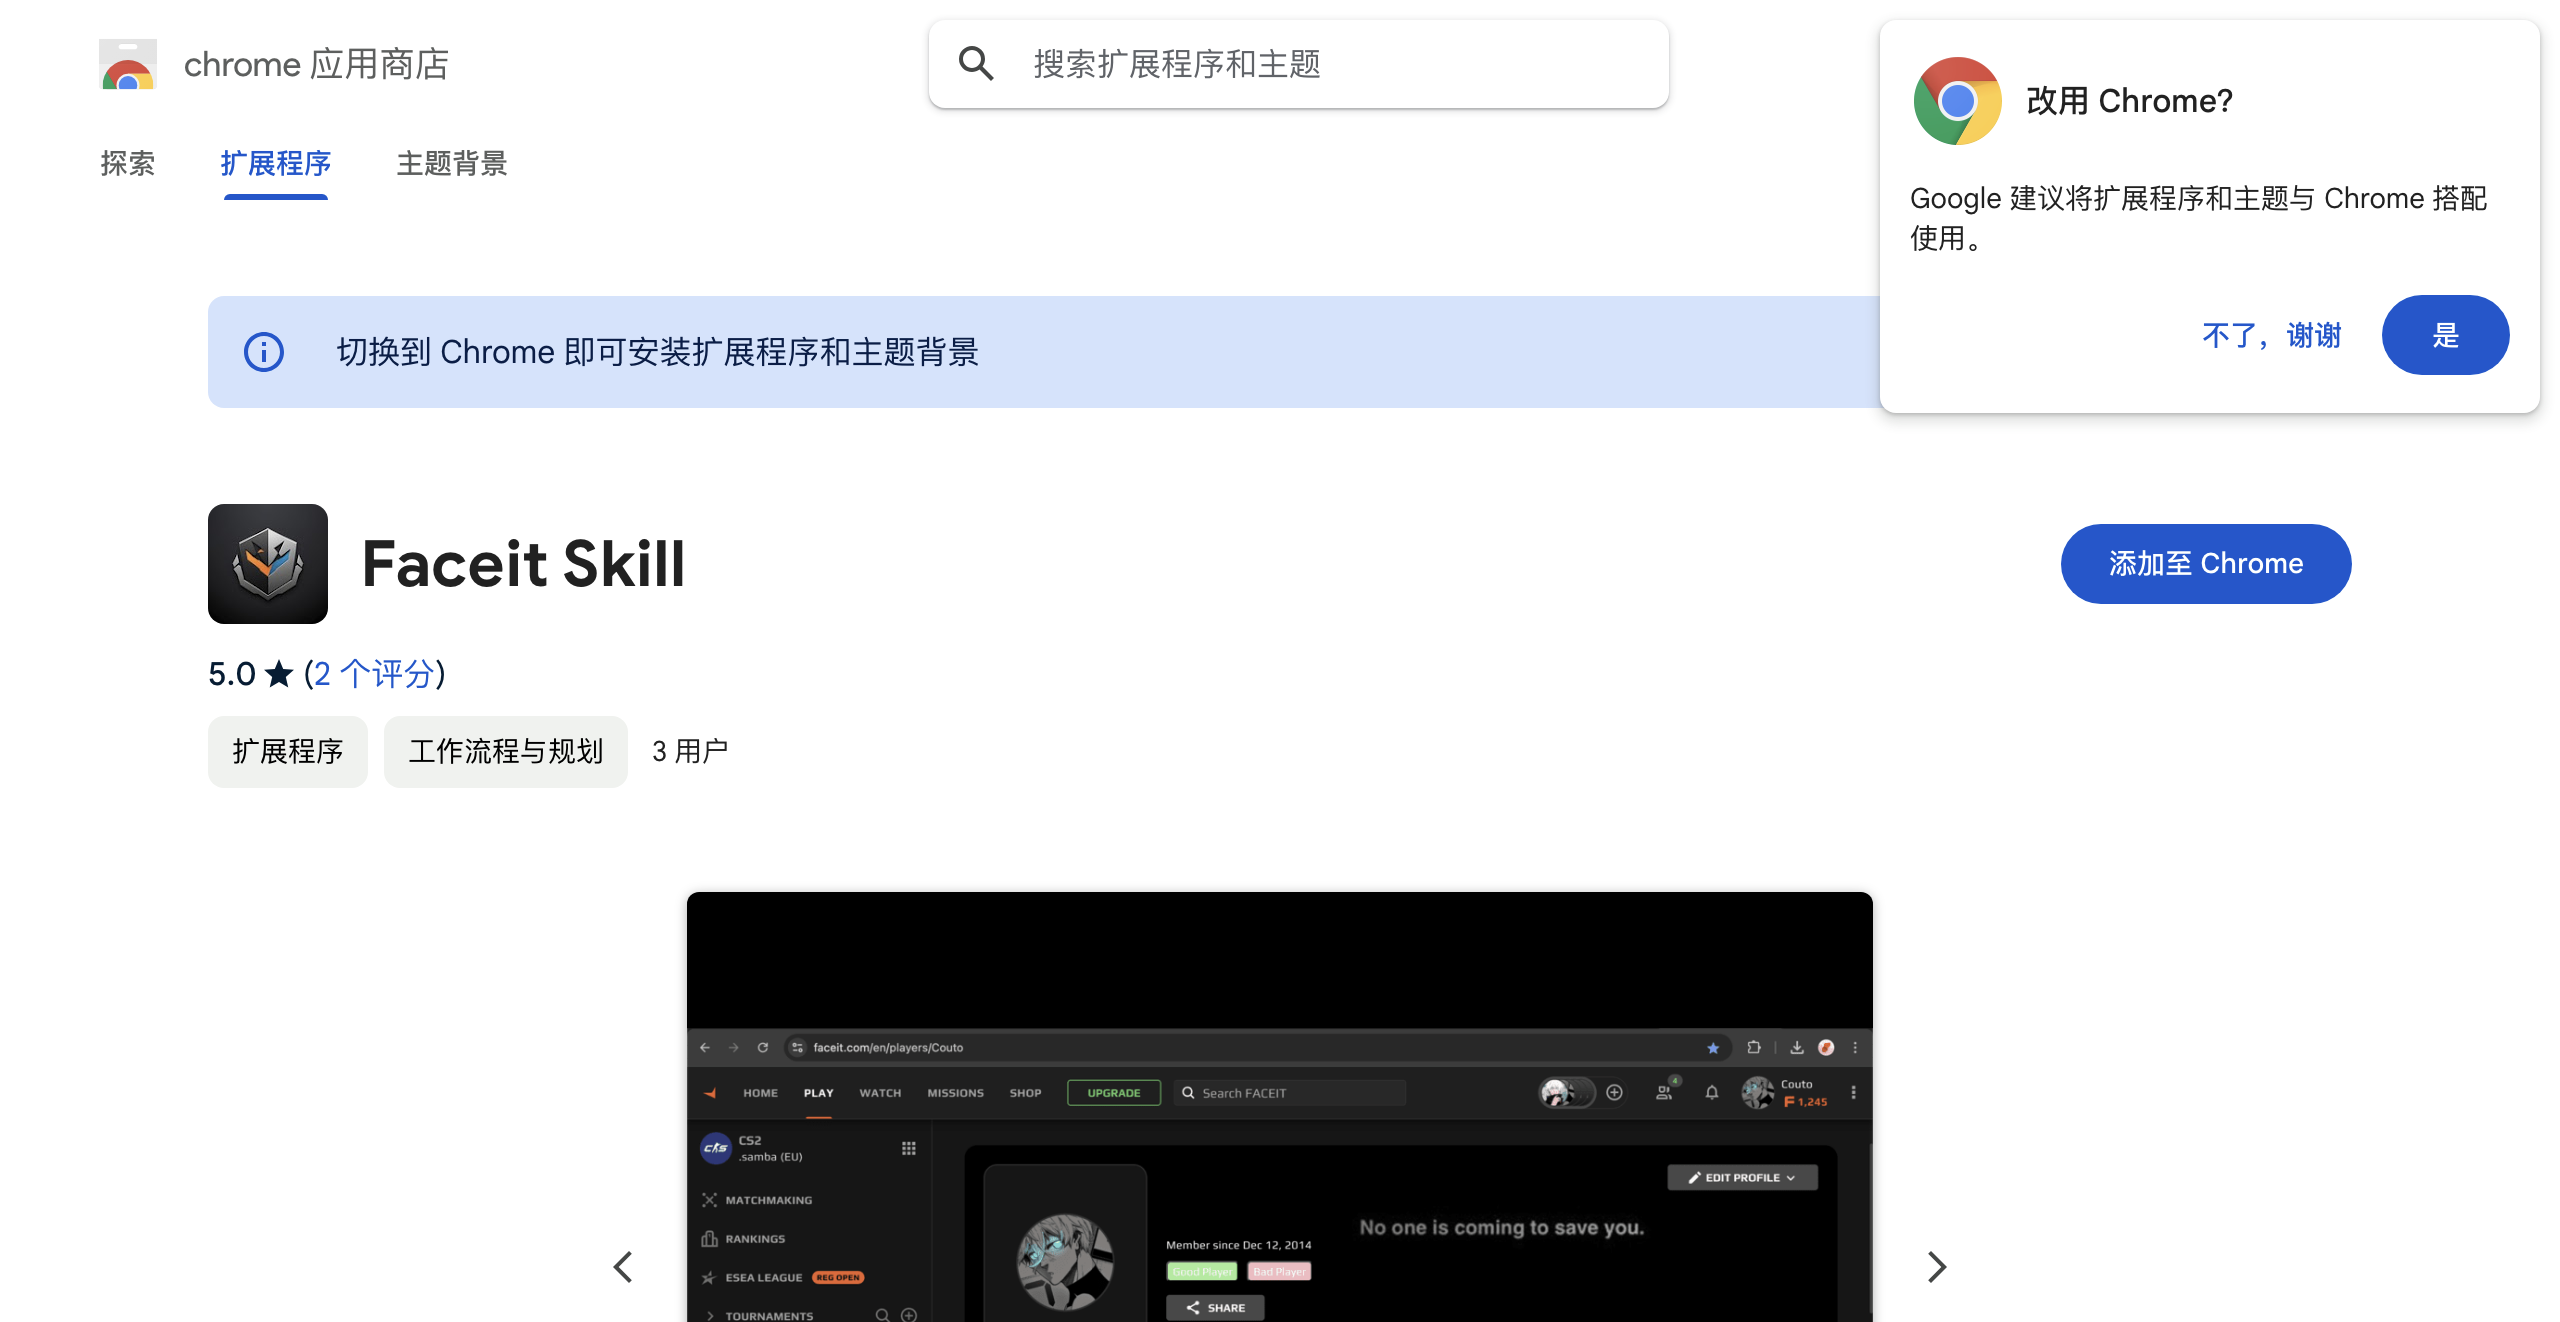 chrome 应用商店
搜索扩展程序和主题
探索
扩展程序
主题背景
改用 Chrome?
Google 建议将扩展程序和主题与 Chrome 搭配
使用。
不了，谢谢
是
切换到 Chrome 即可安装扩展程序和主题背景
Faceit Skill
添加至 Chrome
5.0 ★ (2 个评分)
扩展程序
工作流程与规划
3 用户
faceit.com/en/players/Couto
HOME
PLAY
WATCH
MISSIONS
SHOP
UPGRADE
Search FACEIT
4
Couto
1,245
CS2
.samba (EU)
MATCHMAKING
RANKINGS
ESEA LEAGUE
REG OPEN
TOURNAMENTS
EDIT PROFILE
No one is coming to save you.
Member since Dec 12, 2014
Good Player
Bad Player
SHARE